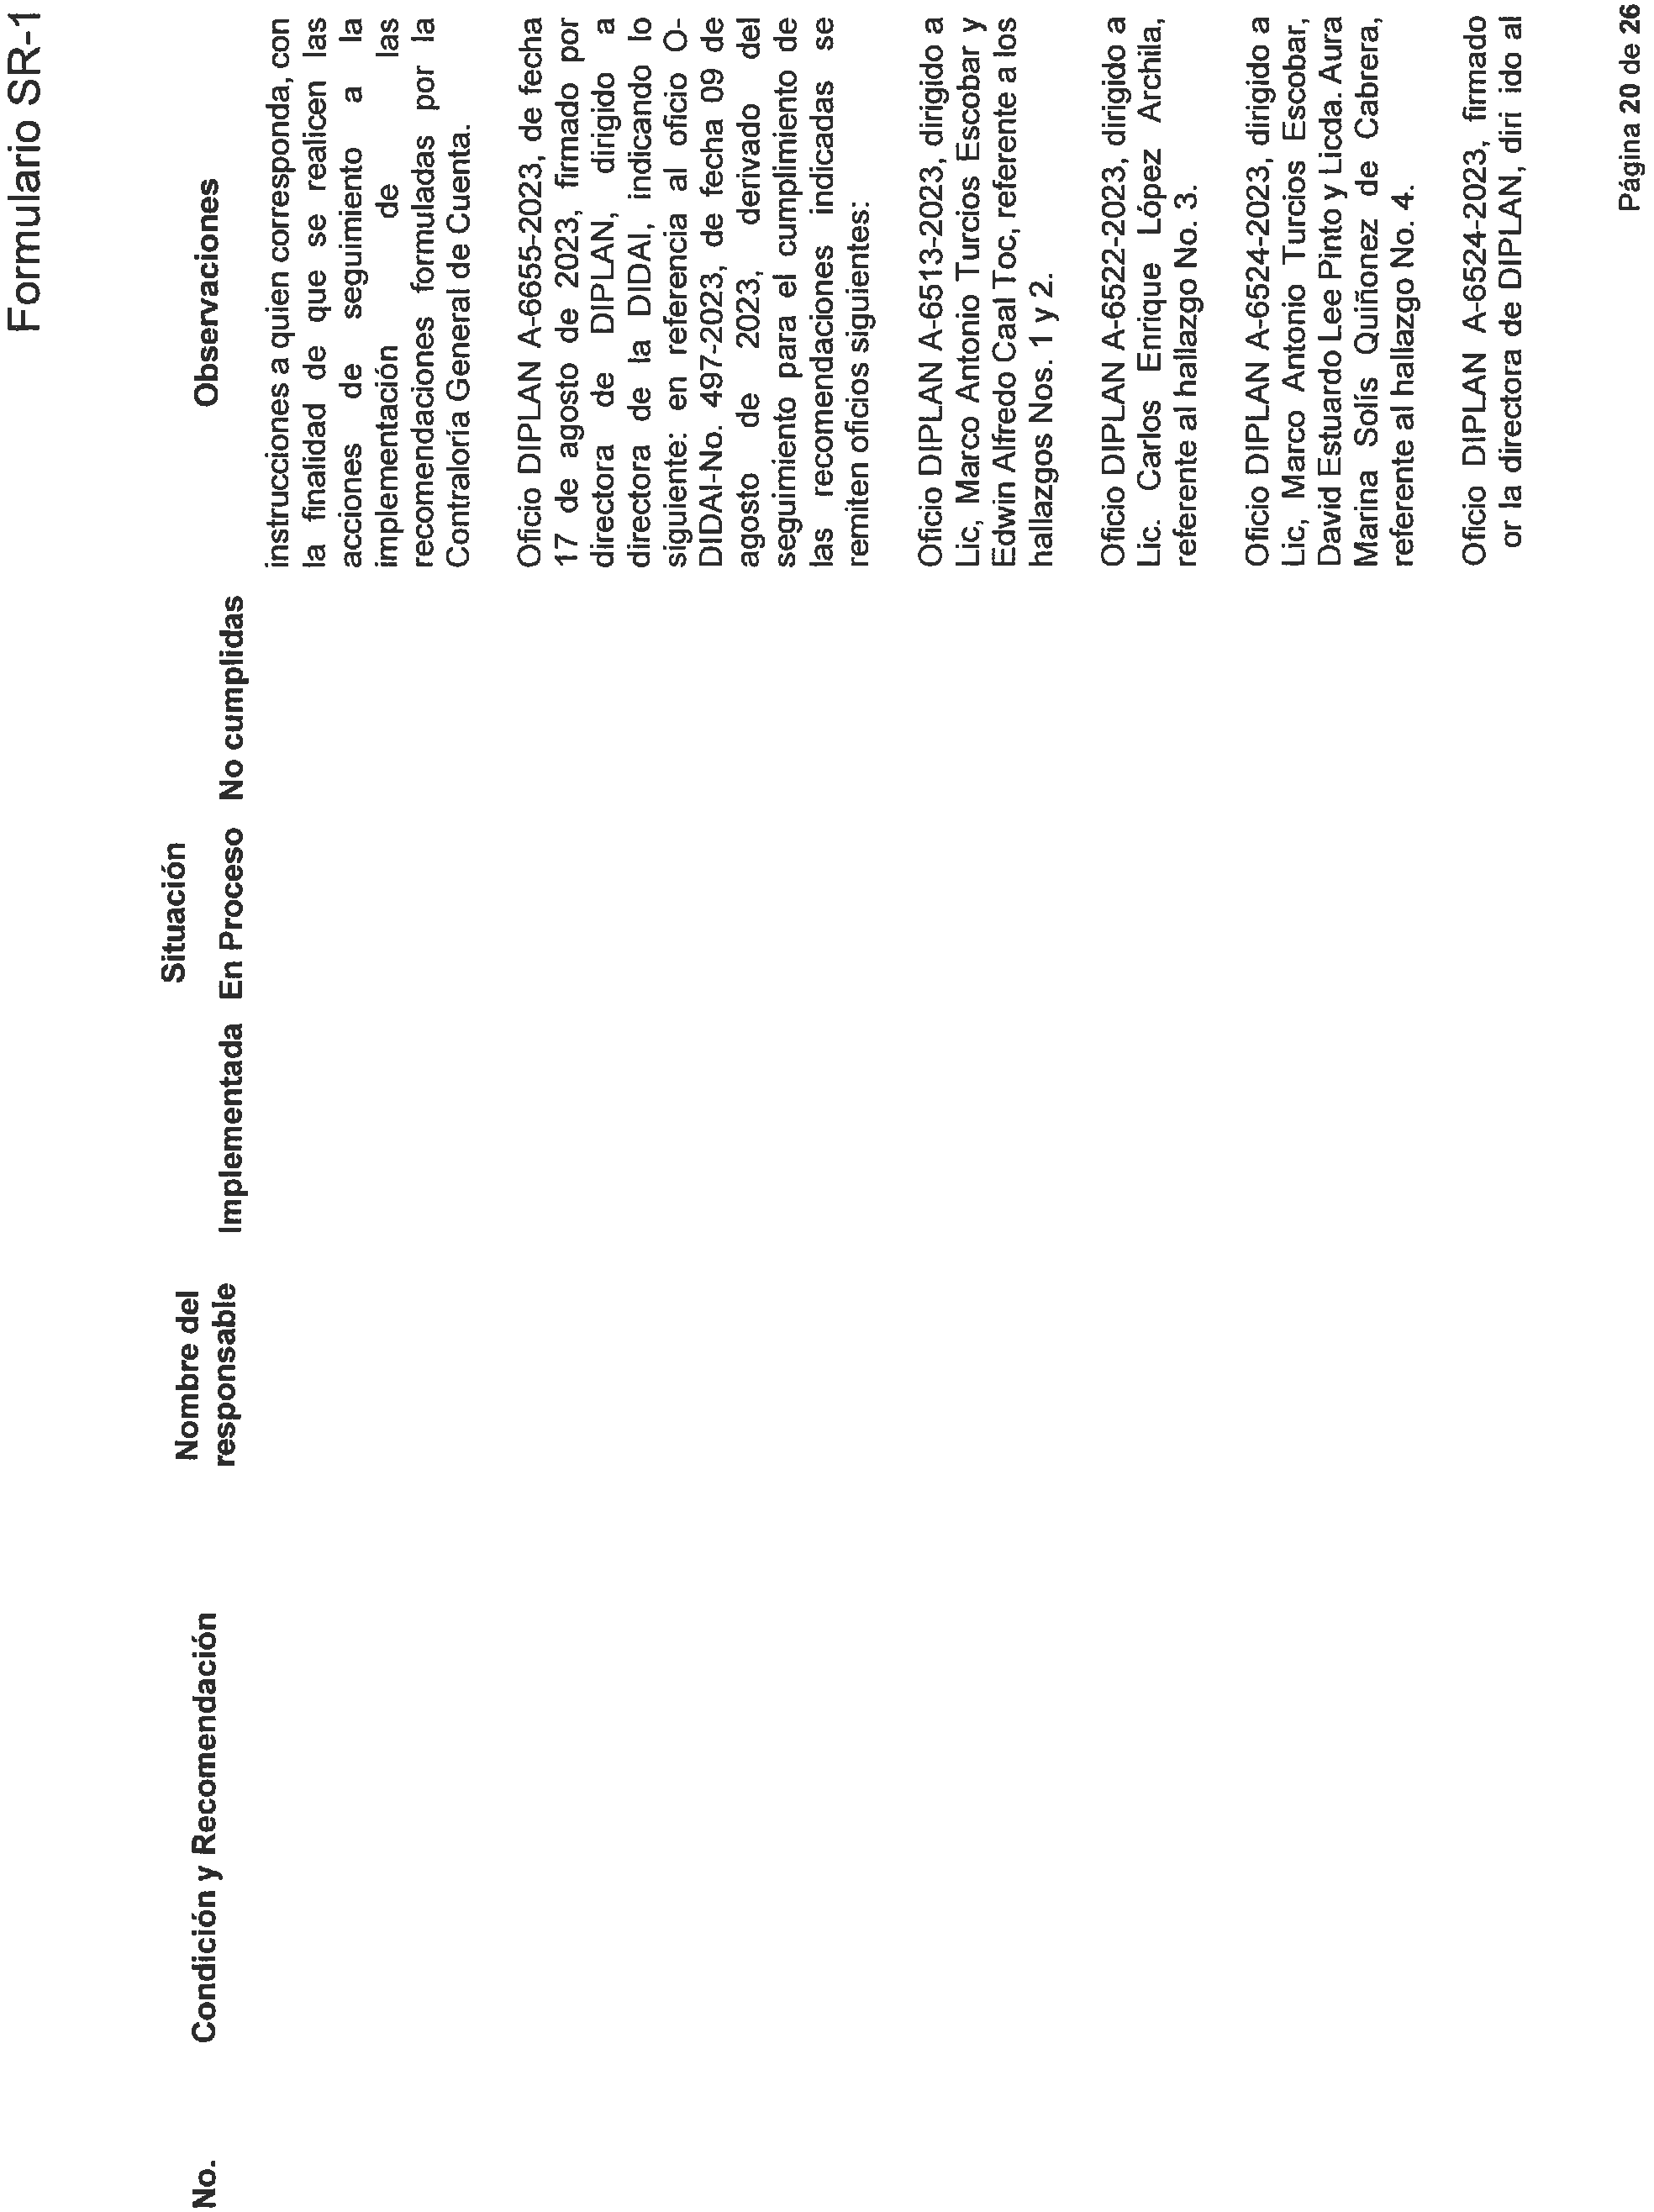 Formulario SR-1
No. Condición y Recomendación Nombre del responsable Situación Observaciones
Implementada En Proceso No cumplidas
instrucciones a quien corresponda, con
la finalidad de que se realicen las
acciones de seguimiento a la
implementación de las
recomendaciones formuladas por la
Contraloría General de Cuenta.
Oficio DIPLAN A-6655-2023, de fecha
17 de agosto de 2023, firmado por
directora de DIPLAN, dirigido a
directora de la DIDAI, indicando lo
siguiente: en referencia al oficio O-
DIDAI-No. 497-2023, de fecha 09 de
agosto de 2023, derivado del
seguimiento para el cumplimiento de
las recomendaciones indicadas se
remiten oficios siguientes:
Oficio DIPLAN A-6513-2023, dirigido a
Lic, Marco Antonio Turcios Escobar y
Edwin Alfredo Caal Toc, referente a los
hallazgos Nos. 1 y 2.
Oficio DIPLAN A-6522-2023, dirigido a
Lic. Carlos Enrique López Archila,
referente al hallazgo No. 3.
Oficio DIPLAN A-6524-2023, dirigido a
Lic, Marco Antonio Turcios Escobar,
David Estuardo Lee Pinto y Licda. Aura
Marina Solís Quiñonez de Cabrera,
referente al hallazgo No. 4.
Oficio DIPLAN A-6524-2023, firmado
or la directora de DIPLAN, diri ido al
Página 20 de 26